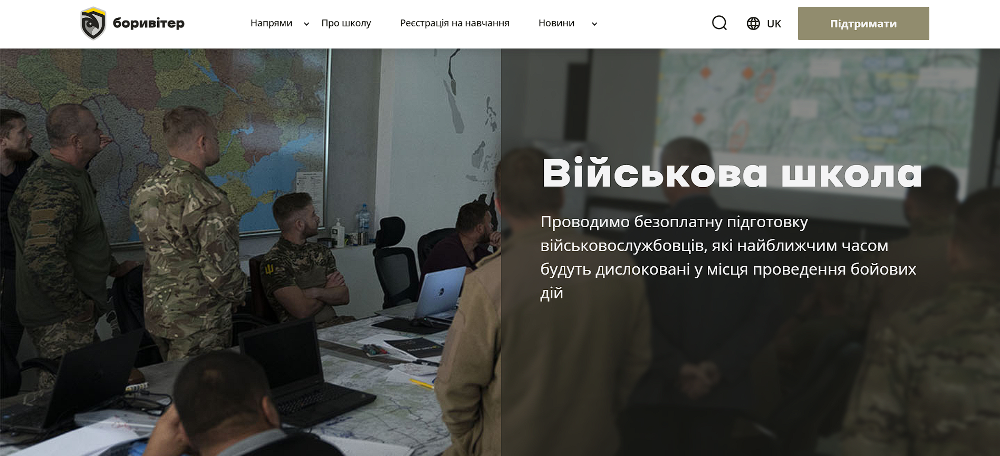 боривітер
Напрями
Про школу
Реєстрація на навчання
Новини
UK
Підтримати
Військова школа
Проводимо безоплатну підготовку
військовослужбовців, які найближчим часом
будуть дислоковані у місця проведення бойових
дій